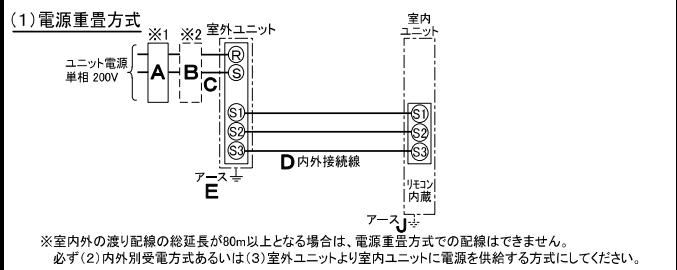 (1)電源重畳方式
※1 ※2 室外ユニット
室内
ユニット
ユニット電源
単相 200V
A B C
R
S
S1 S1
S2 S2
S3 S3
D 内外接続線
アース
E
リモコン
内蔵
アース J
※室内外の渡り配線の総延長が80m以上となる場合は、電源重畳方式での配線はできません。
必ず(2)内外別受電方式あるいは(3)室外ユニットより室内ユニットに電源を供給する方式にしてください。